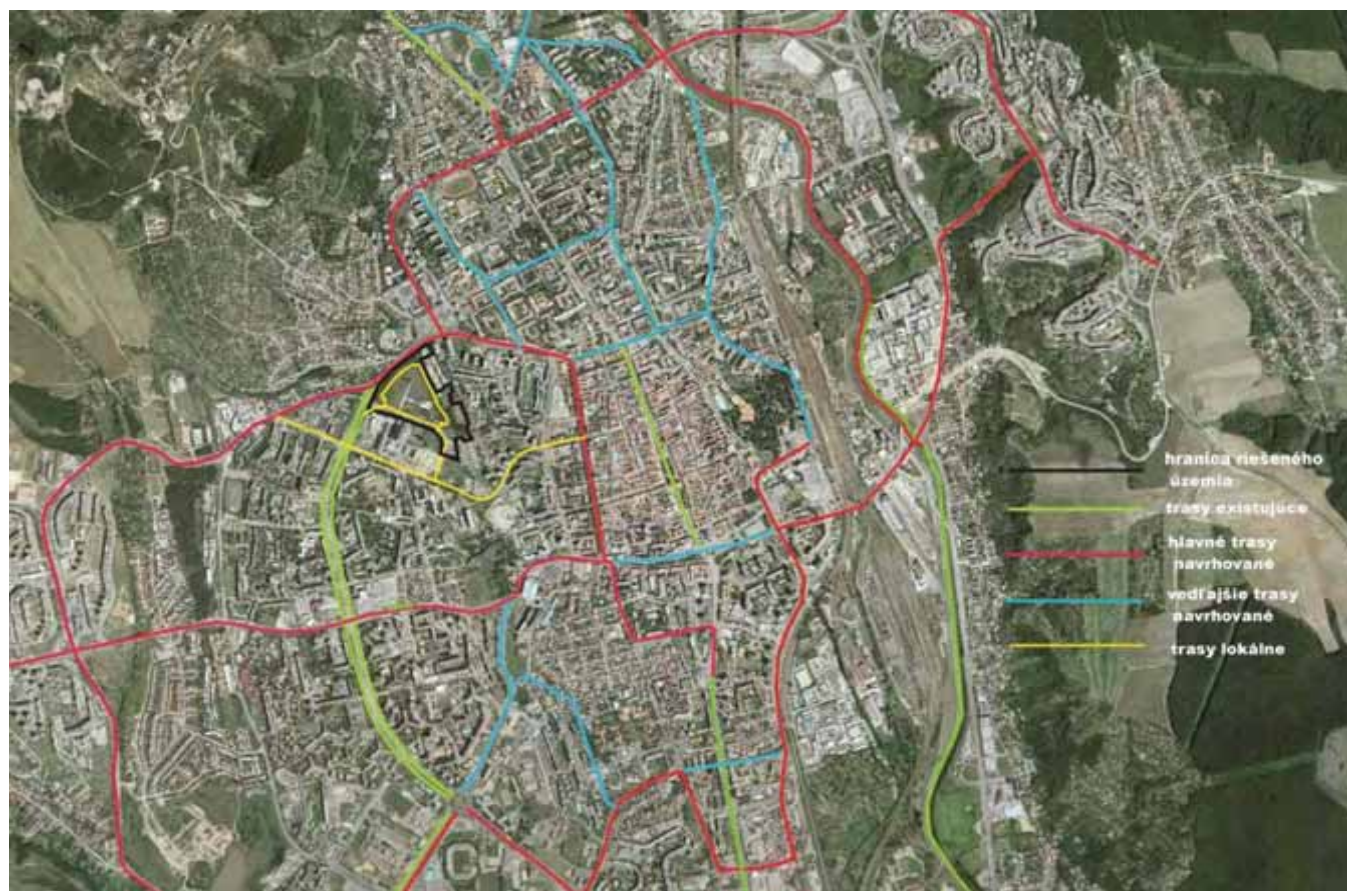 hranica riešeného
územia
trasy existujúce
hlavné trasy
navrhované
vedľajšie trasy
navrhované
trasy lokálne